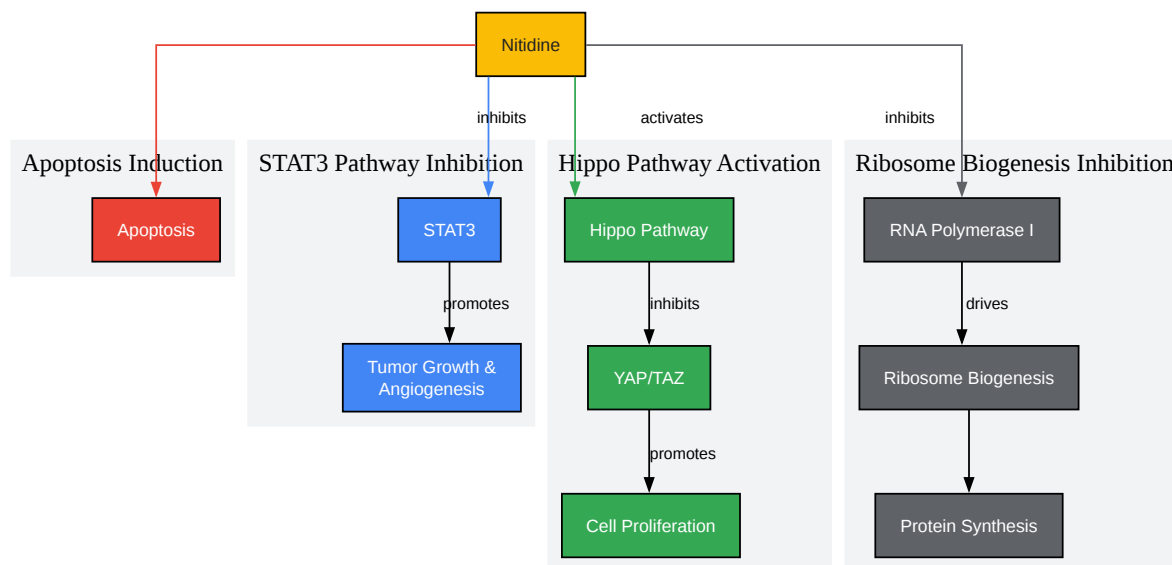 Nitidine
inhibits
activates
inhibits
Apoptosis Induction
STAT3 Pathway Inhibition
Hippo Pathway Activation
Ribosome Biogenesis Inhibition
Apoptosis
STAT3
Hippo Pathway
RNA Polymerase I
promotes
inhibits
drives
Tumor Growth &
Angiogenesis
YAP/TAZ
Ribosome Biogenesis
promotes
Cell Proliferation
Protein Synthesis